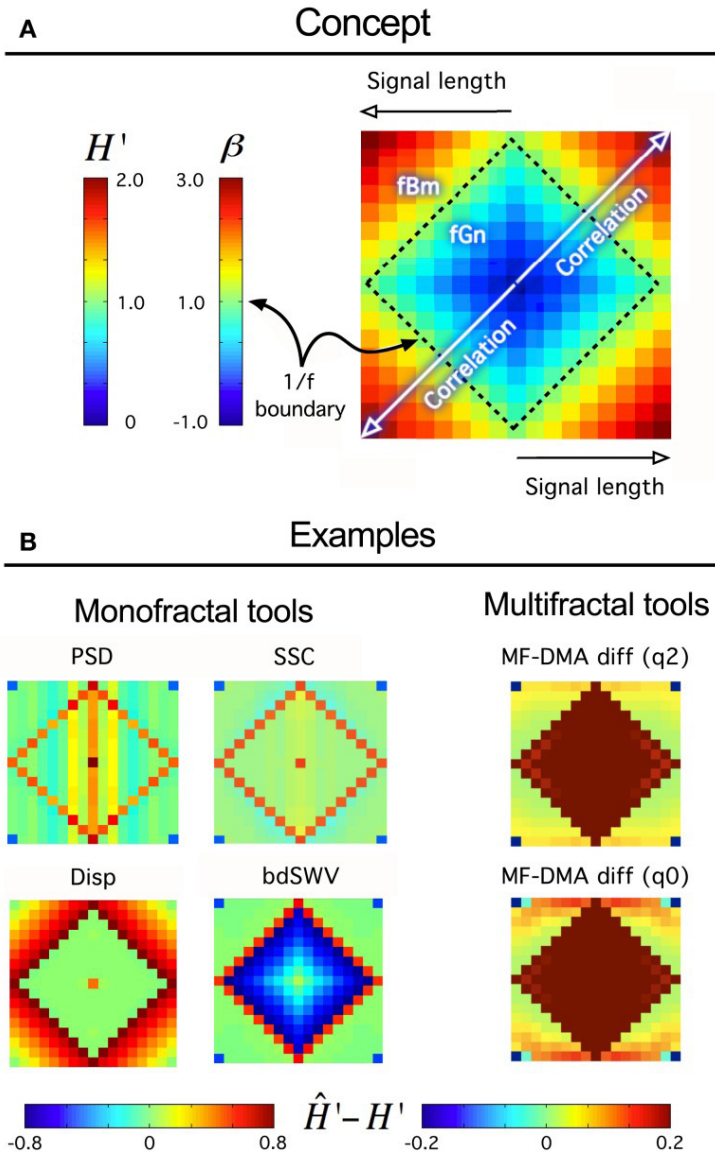 A
Concept
Signal length
H' β
2.0 3.0
1.0 1.0
0 -1.0
fBm
fGn
Correlation
Correlation
1/f
boundary
Signal length
B
Examples
Monofractal tools
Multifractal tools
PSD
SSC
MF-DMA diff (q2)
Disp
bdSWV
MF-DMA diff (q0)
Ĥ'–H'
-0.8 0 0.8
-0.2 0 0.2